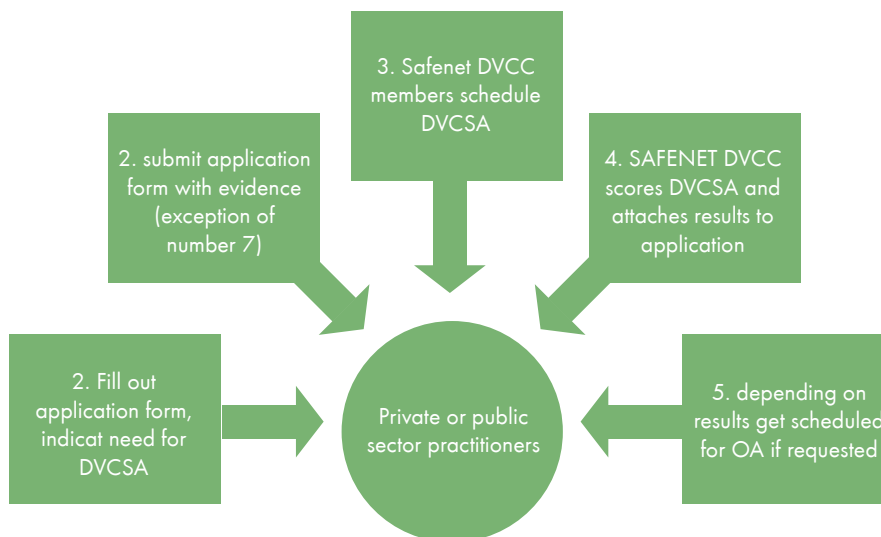 3. Safenet DVCC
members schedule
DVCSA
2. submit application
form with evidence
(exception of
number 7)
4. SAFENET DVCC
scores DVCSA and
attaches results to
application
2. Fill out
application form,
indicat need for
DVCSA
Private or public
sector practitioners
5. depending on
results get scheduled
for OA if requested